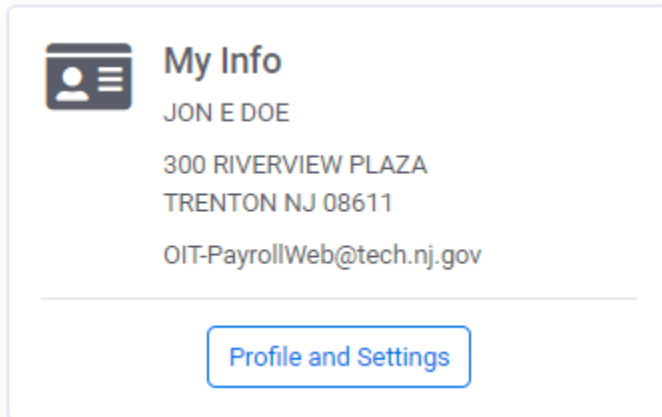 My Info
JON E DOE
300 RIVERVIEW PLAZA
TRENTON NJ 08611
OIT-PayrollWeb@tech.nj.gov
Profile and Settings